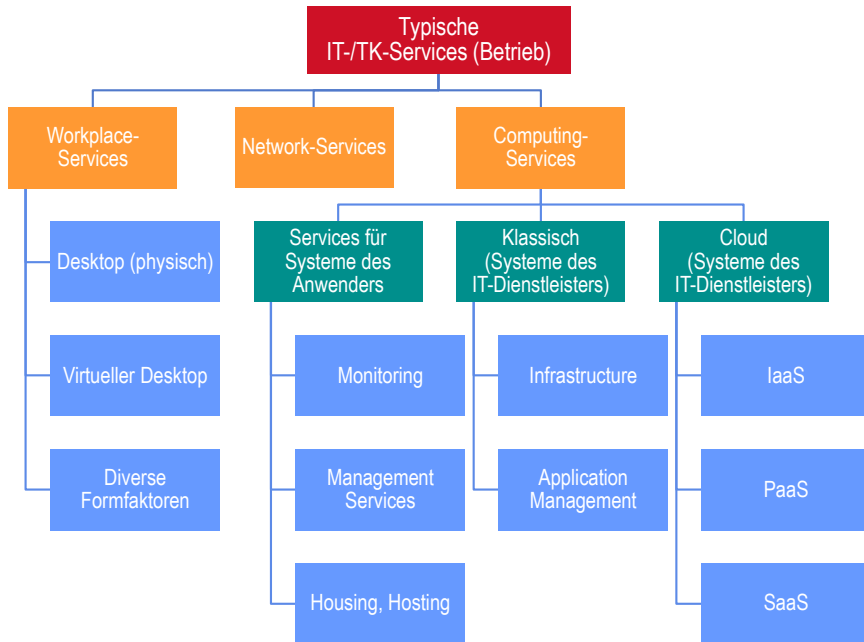 Typische
IT-/TK-Services (Betrieb)
Workplace-
Services
Network-Services
Computing-
Services
Desktop (physisch)
Virtueller Desktop
Diverse
Formfaktoren
Services für
Systeme des
Anwenders
Monitoring
Management
Services
Housing, Hosting
Klassisch
(Systeme des
IT-Dienstleisters)
Infrastructure
Application
Management
Cloud
(Systeme des
IT-Dienstleisters)
IaaS
PaaS
SaaS